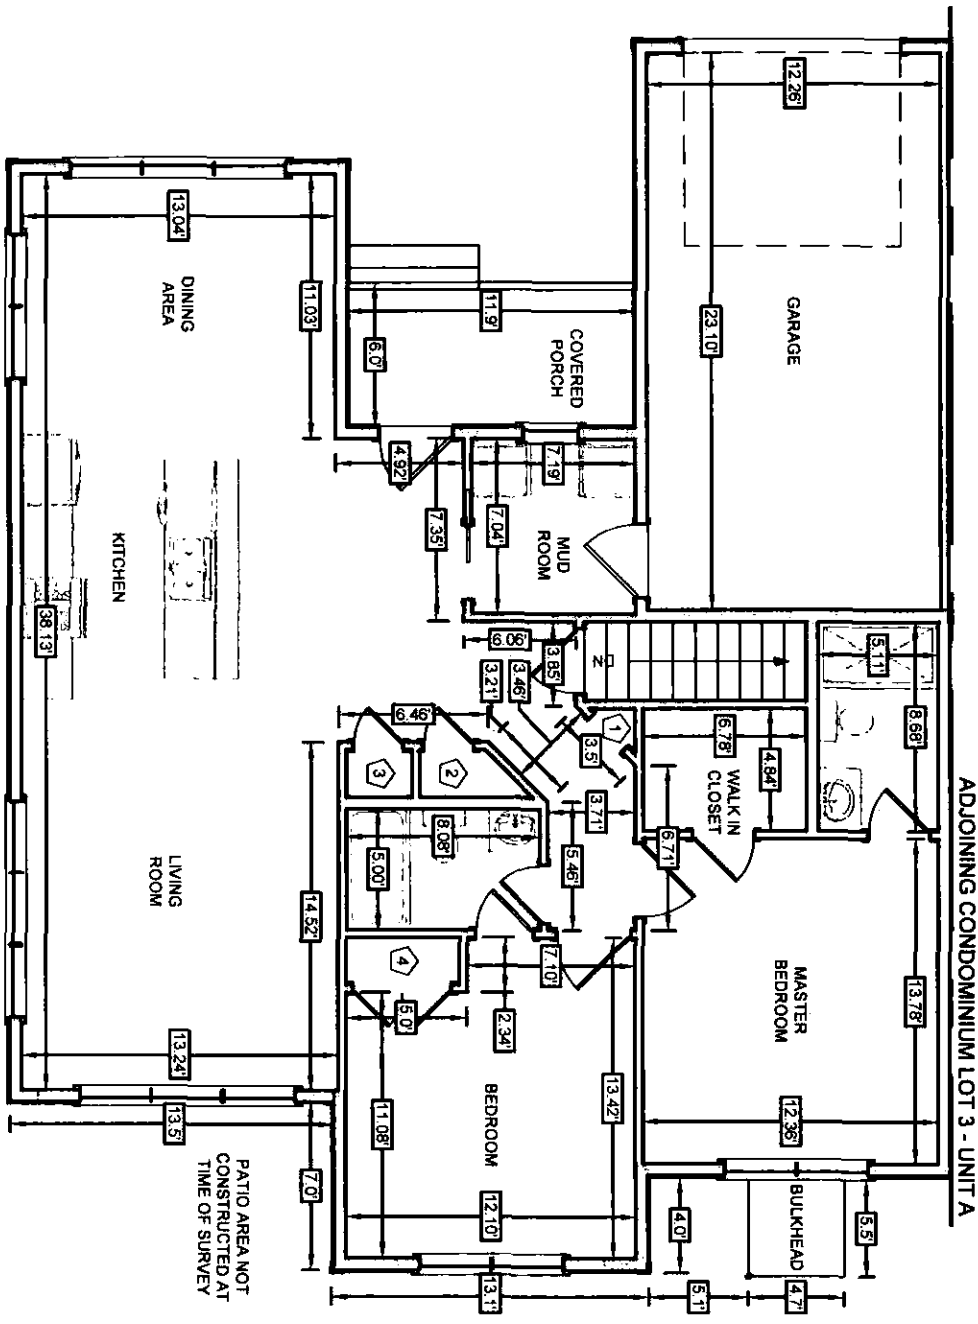 ADJOINING CONDOMINIUM LOT 3 - UNIT A
12.26'
23.10'
GARAGE
5.11'
8.68'
6.78'
4.84'
WALK IN
CLOSET
6.71'
13.78'
MASTER
BEDROOM
12.36'
BULKHEAD
5.5'
4.0'
5.1'
4.7'
11.9'
6.0'
COVERED
PORCH
4.92'
7.19'
7.35'
7.04'
MUD
ROOM
6.06'
3.85'
3.46'
3.21'
6.46'
1
3.5'
3.71'
2
3
8.08'
5.00'
5.46'
7.10'
4
5.0'
2.34'
13.42'
BEDROOM
11.08'
12.10'
13.1'
13.04'
DINING
AREA
11.03'
KITCHEN
38.13'
LIVING
ROOM
14.52'
13.24'
13.5'
7.0'
PATIO AREA NOT
CONSTRUCTED AT
TIME OF SURVEY